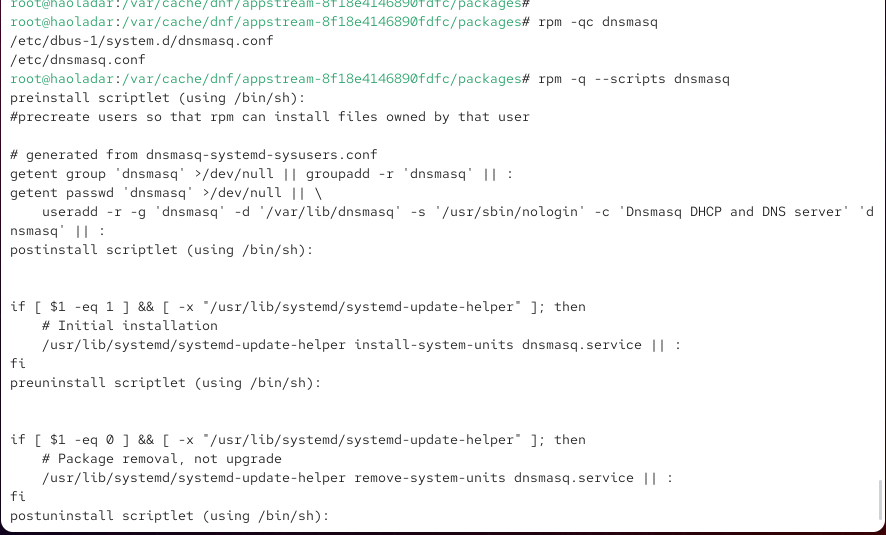 root@haoladar:/var/cache/dnf/appstream-8f18e4146890fdfc/packages#
root@haoladar:/var/cache/dnf/appstream-8f18e4146890fdfc/packages# rpm -qc dnsmasq
/etc/dbus-1/system.d/dnsmasq.conf
/etc/dnsmasq.conf
root@haoladar:/var/cache/dnf/appstream-8f18e4146890fdfc/packages# rpm -q --scripts dnsmasq
preinstall scriptlet (using /bin/sh):
#precreate users so that rpm can install files owned by that user

# generated from dnsmasq-systemd-sysusers.conf
getent group 'dnsmasq' >/dev/null || groupadd -r 'dnsmasq' || :
getent passwd 'dnsmasq' >/dev/null || \
    useradd -r -g 'dnsmasq' -d '/var/lib/dnsmasq' -s '/usr/sbin/nologin' -c 'Dnsmasq DHCP and DNS server' 'd
nsmasq' || :
postinstall scriptlet (using /bin/sh):


if [ $1 -eq 1 ] && [ -x "/usr/lib/systemd/systemd-update-helper" ]; then
    # Initial installation
    /usr/lib/systemd/systemd-update-helper install-system-units dnsmasq.service || :
fi
preuninstall scriptlet (using /bin/sh):


if [ $1 -eq 0 ] && [ -x "/usr/lib/systemd/systemd-update-helper" ]; then
    # Package removal, not upgrade
    /usr/lib/systemd/systemd-update-helper remove-system-units dnsmasq.service || :
fi
postuninstall scriptlet (using /bin/sh):